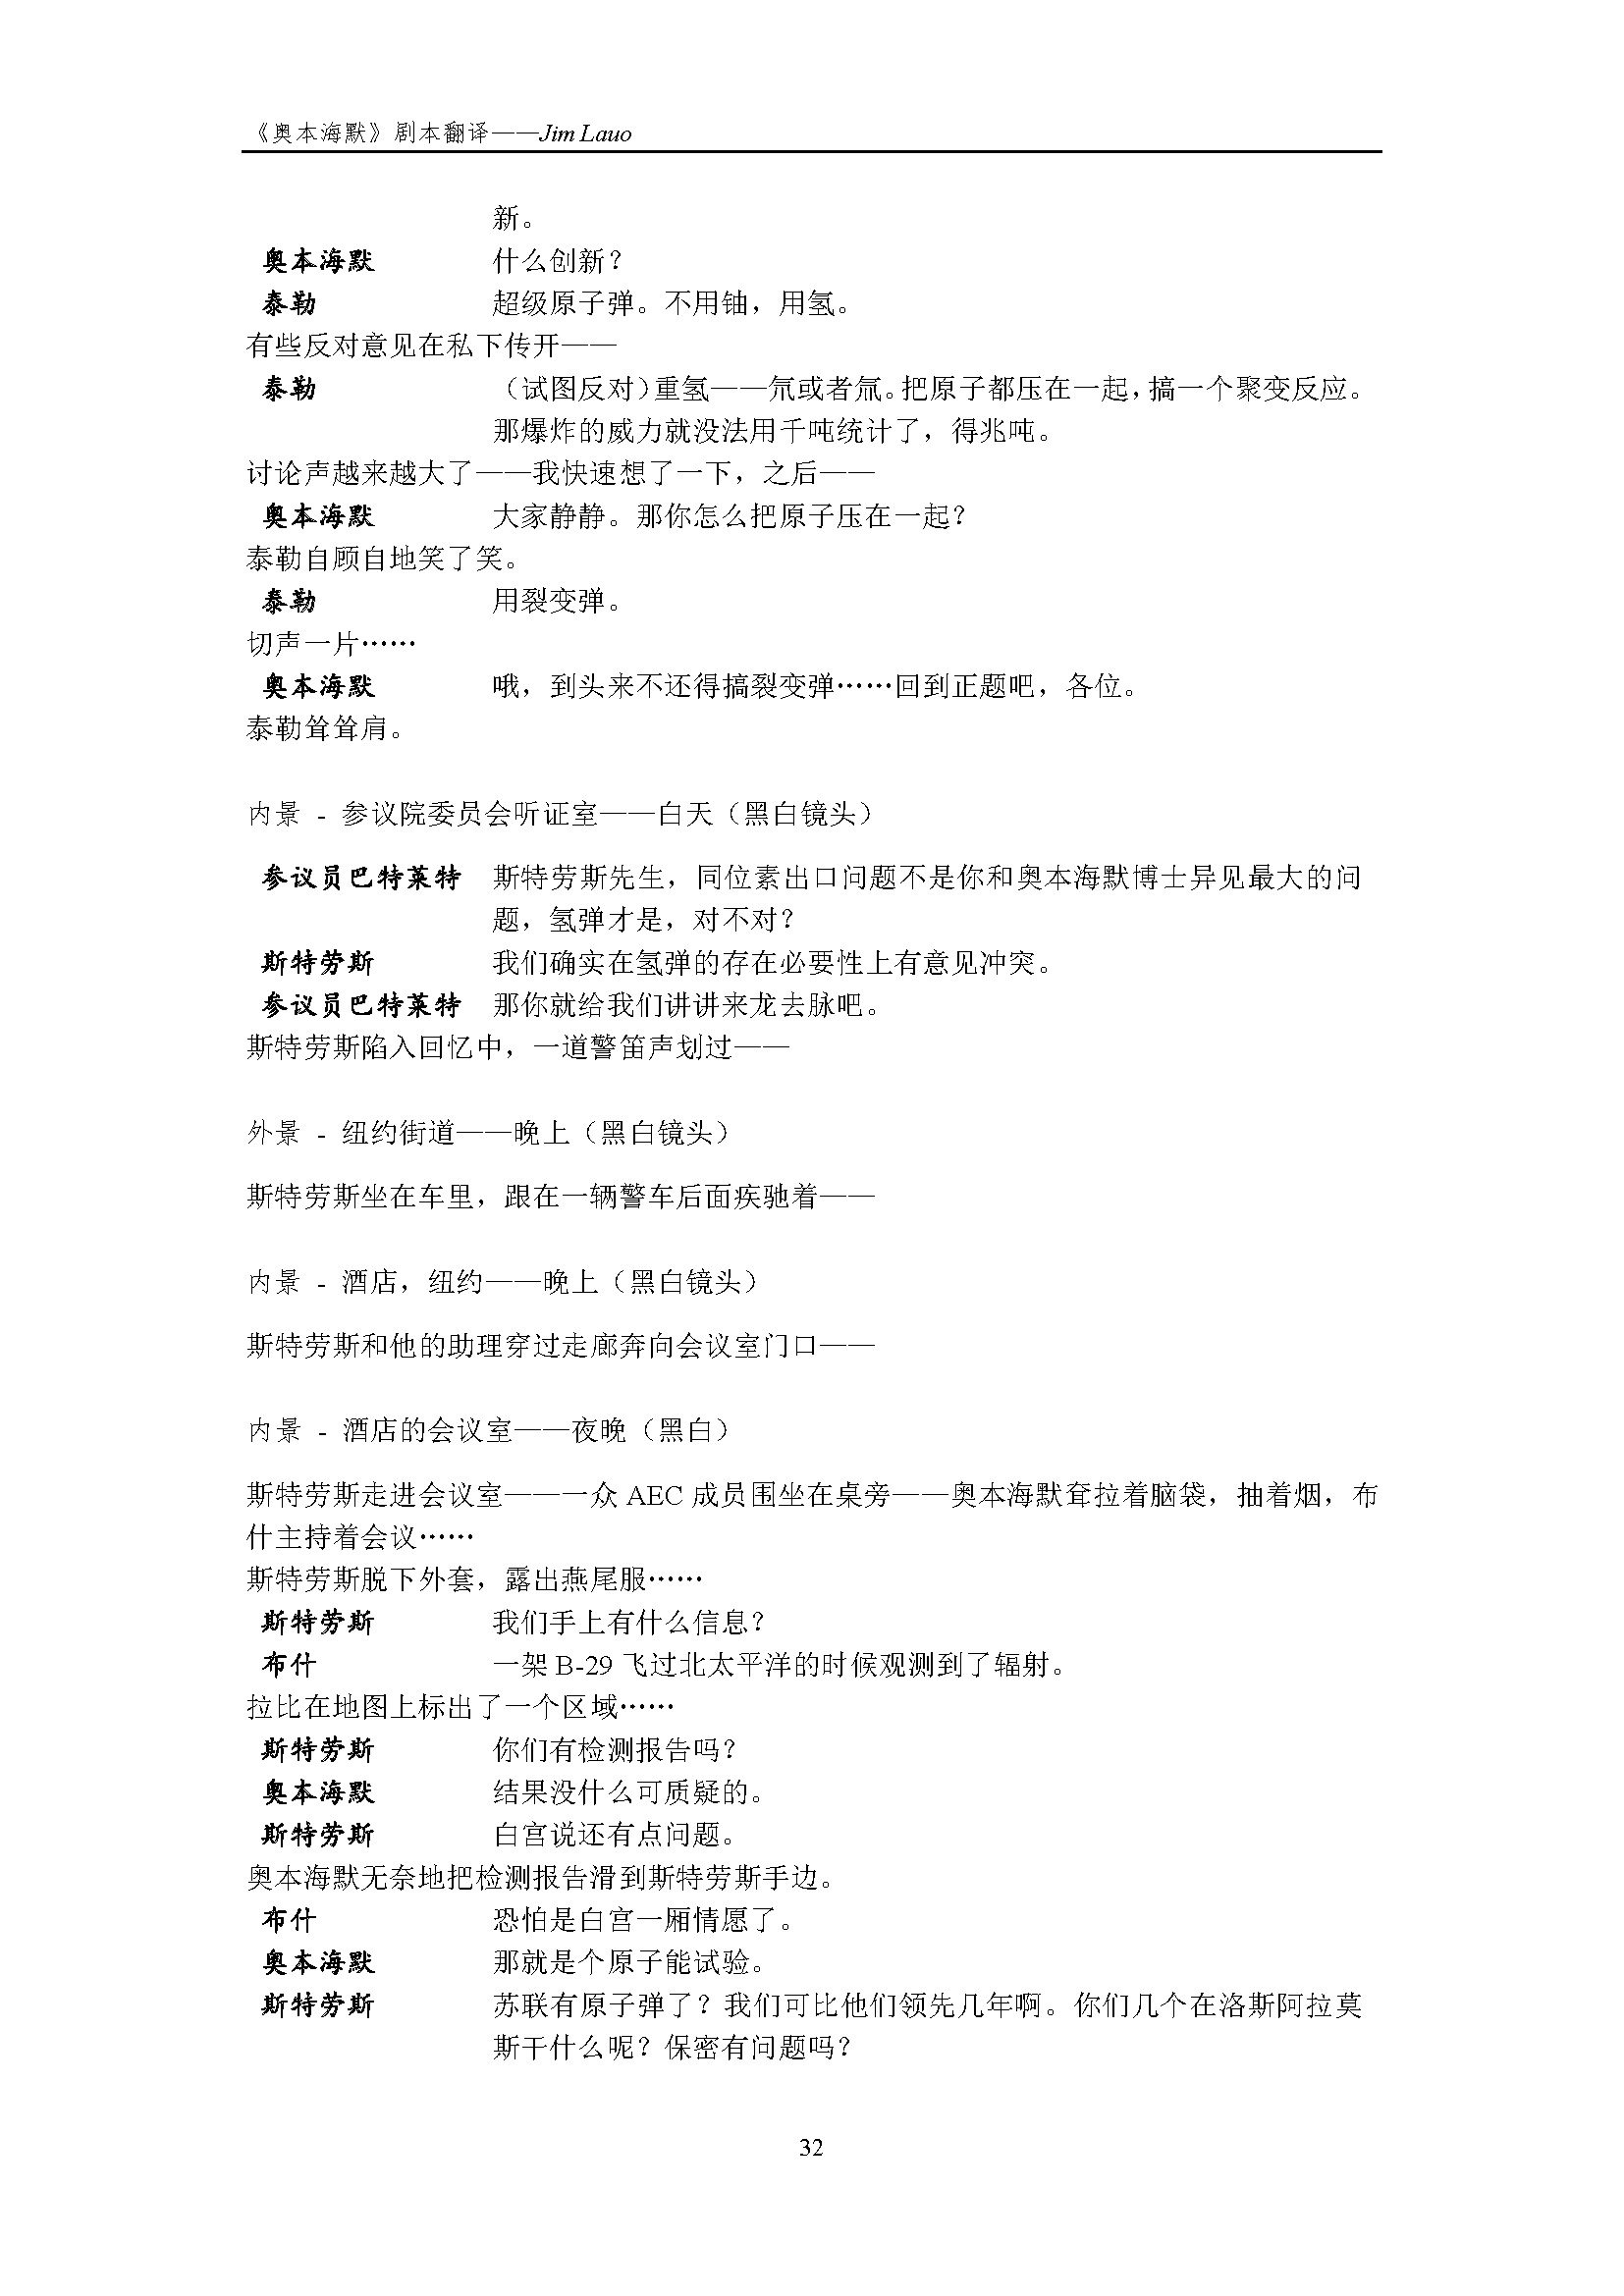 《奥本海默》剧本翻译——Jim Lauo
新。
奥本海默 什么创新？
泰勒 超级原子弹。不用铀，用氢。
有些反对意见在私下传开——
泰勒 （试图反对）重氢——氘或者氚。把原子都压在一起，搞一个聚变反应。
那爆炸的威力就没法用千吨统计了，得兆吨。
讨论声越来越大了——我快速想了一下，之后——
奥本海默 大家静静。那你怎么把原子压在一起？
泰勒自顾自地笑了笑。
泰勒 用裂变弹。
切声一片……
奥本海默 哦，到头来不还得搞裂变弹……回到正题吧，各位。
泰勒耸耸肩。
内景 - 参议院委员会听证室——白天（黑白镜头）
参议员巴特莱特 斯特劳斯先生，同位素出口问题不是你和奥本海默博士异见最大的问
题，氢弹才是，对不对？
斯特劳斯 我们确实在氢弹的存在必要性上有意见冲突。
参议员巴特莱特 那你就给我们讲讲来龙去脉吧。
斯特劳斯陷入回忆中，一道警笛声划过——
外景 - 纽约街道——晚上（黑白镜头）
斯特劳斯坐在车里，跟在一辆警车后面疾驰着——
内景 - 酒店，纽约——晚上（黑白镜头）
斯特劳斯和他的助理穿过走廊奔向会议室门口——
内景 - 酒店的会议室——夜晚（黑白）
斯特劳斯走进会议室——一众 AEC 成员围坐在桌旁——奥本海默耷拉着脑袋，抽着烟，布
什主持着会议……
斯特劳斯脱下外套，露出燕尾服……
斯特劳斯 我们手上有什么信息？
布什 一架 B-29 飞过北太平洋的时候观测到了辐射。
拉比在地图上标出了一个区域……
斯特劳斯 你们有检测报告吗？
奥本海默 结果没什么可质疑的。
斯特劳斯 白宫说还有点问题。
奥本海默无奈地把检测报告滑到斯特劳斯手边。
布什 恐怕是白宫一厢情愿了。
奥本海默 那就是个原子能试验。
斯特劳斯 苏联有原子弹了？我们可比他们领先几年啊。你们几个在洛斯阿拉莫
斯干什么呢？保密有问题吗？
32